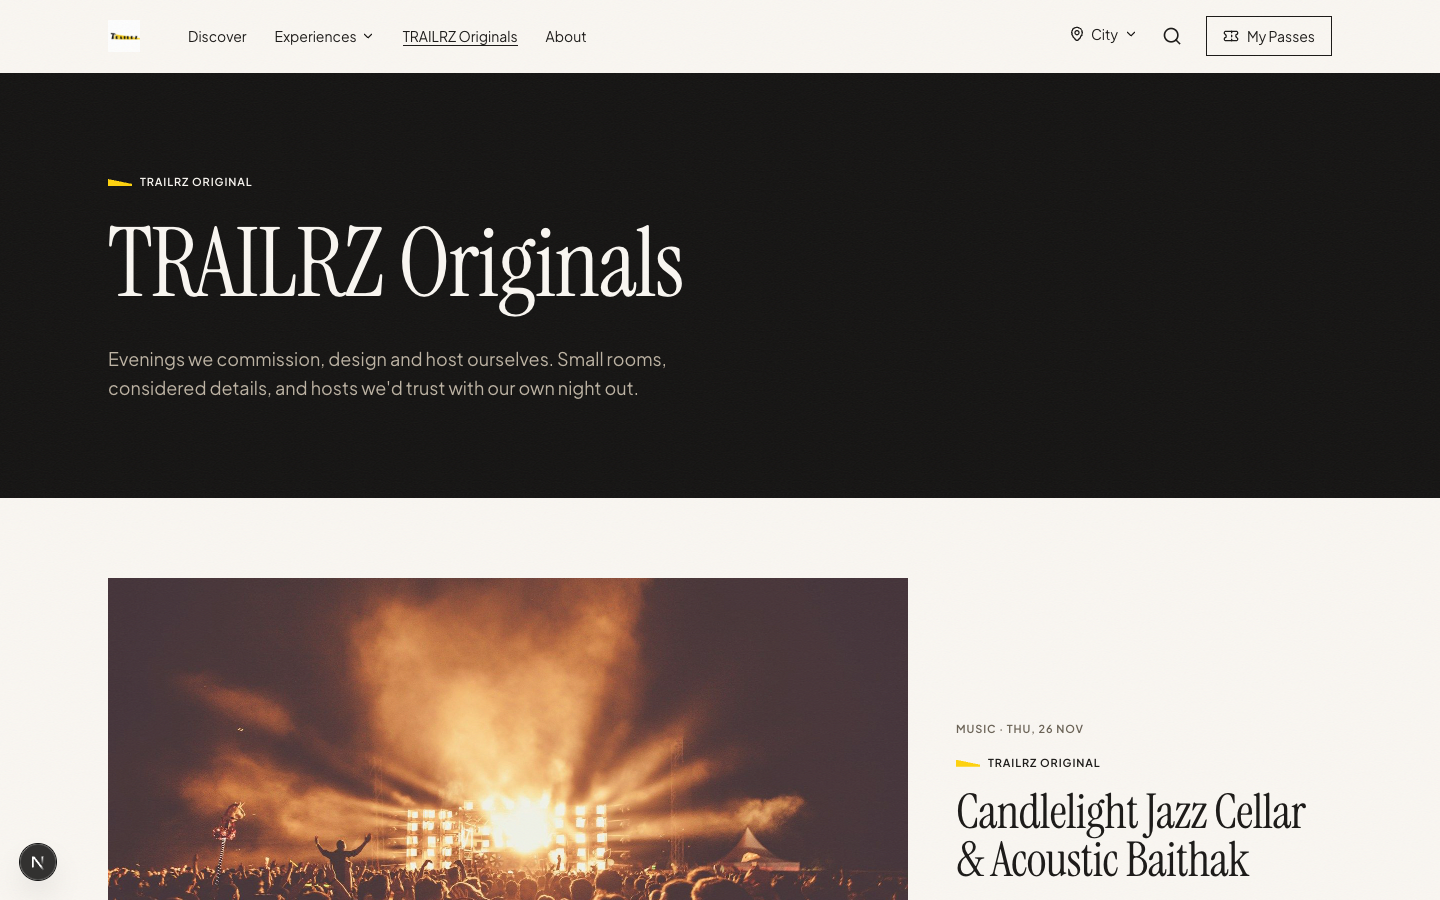 Discover
Experiences
TRAILRZ Originals
About
City
My Passes
TRAILRZ ORIGINAL
TRAILRZ Originals
Evenings we commission, design and host ourselves. Small rooms,
considered details, and hosts we'd trust with our own night out.
MUSIC · THU, 26 NOV
TRAILRZ ORIGINAL
Candlelight Jazz Cellar
& Acoustic Baithak
N